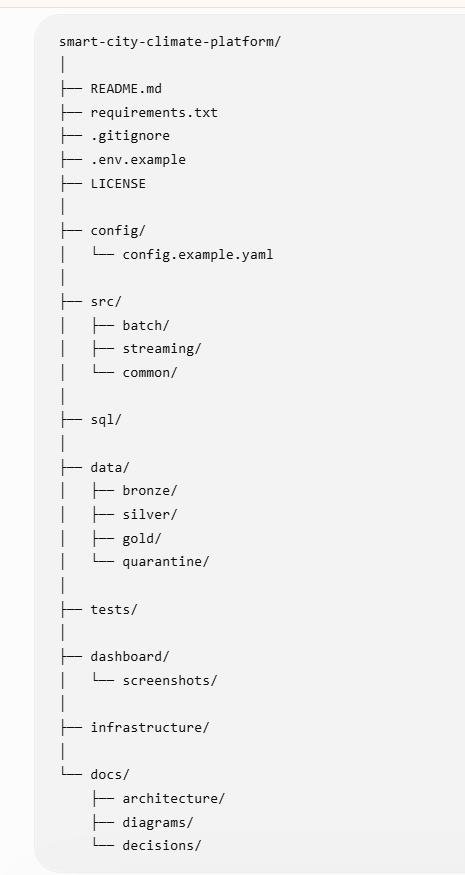 smart-city-climate-platform/
│
├── README.md
├── requirements.txt
├── .gitignore
├── .env.example
├── LICENSE
│
├── config/
│   └── config.example.yaml
│
├── src/
│   ├── batch/
│   ├── streaming/
│   └── common/
│
├── sql/
│
├── data/
│   ├── bronze/
│   ├── silver/
│   ├── gold/
│   └── quarantine/
│
├── tests/
│
├── dashboard/
│   └── screenshots/
│
├── infrastructure/
│
└── docs/
    ├── architecture/
    ├── diagrams/
    └── decisions/